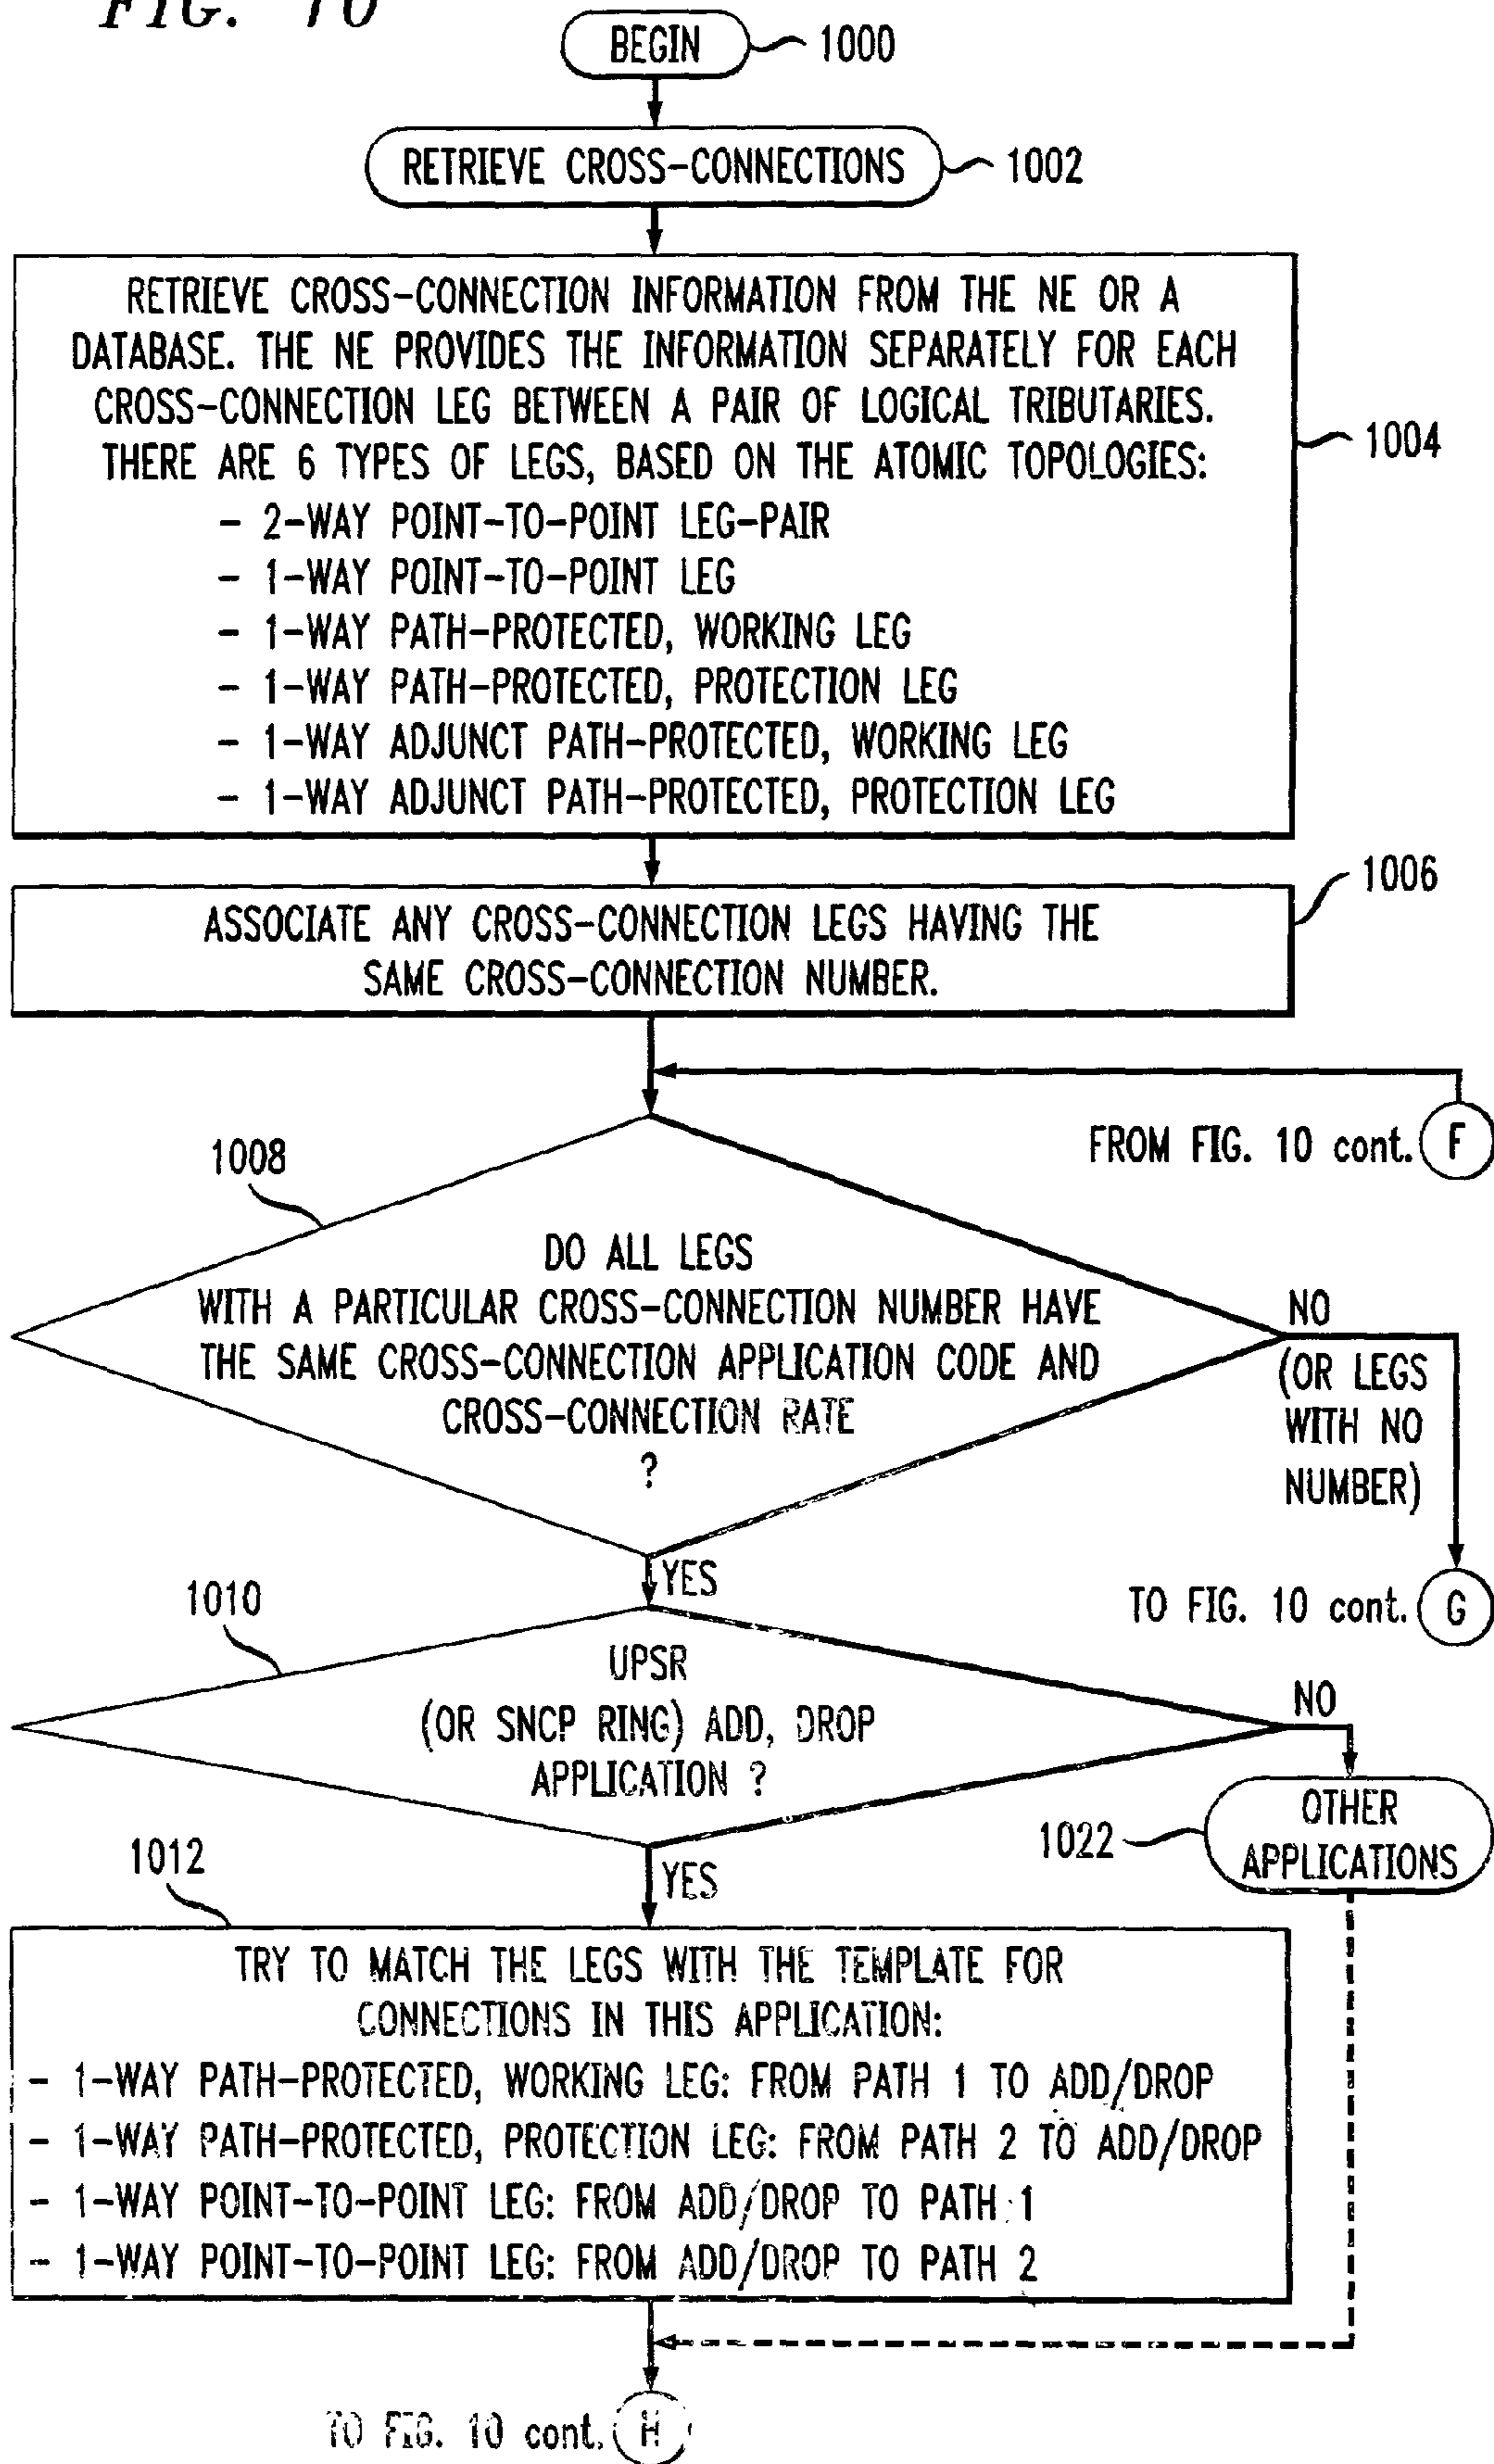 FIG. 10
BEGIN
1000
RETRIEVE CROSS-CONNECTIONS
1002
RETRIEVE CROSS-CONNECTION INFORMATION FROM THE NE OR A
DATABASE. THE NE PROVIDES THE INFORMATION SEPARATELY FOR EACH
CROSS-CONNECTION LEG BETWEEN A PAIR OF LOGICAL TRIBUTARIES.
THERE ARE 6 TYPES OF LEGS, BASED ON THE ATOMIC TOPOLOGIES:
- 2-WAY POINT-TO-POINT LEG-PAIR
- 1-WAY POINT-TO-POINT LEG
- 1-WAY PATH-PROTECTED, WORKING LEG
- 1-WAY PATH-PROTECTED, PROTECTION LEG
- 1-WAY ADJUNCT PATH-PROTECTED, WORKING LEG
- 1-WAY ADJUNCT PATH-PROTECTED, PROTECTION LEG
1004
1006
ASSOCIATE ANY CROSS-CONNECTION LEGS HAVING THE
SAME CROSS-CONNECTION NUMBER.
FROM FIG. 10 cont. F
1008
DO ALL LEGS
WITH A PARTICULAR CROSS-CONNECTION NUMBER HAVE
THE SAME CROSS-CONNECTION APPLICATION CODE AND
CROSS-CONNECTION RATE
?
NO
(OR LEGS
WITH NO
NUMBER)
YES
TO FIG. 10 cont. G
1010
UPSR
(OR SNCP RING) ADD, DROP
APPLICATION ?
NO
OTHER
APPLICATIONS
1022
YES
1012
TRY TO MATCH THE LEGS WITH THE TEMPLATE FOR
CONNECTIONS IN THIS APPLICATION:
- 1-WAY PATH-PROTECTED, WORKING LEG: FROM PATH 1 TO ADD/DROP
- 1-WAY PATH-PROTECTED, PROTECTION LEG: FROM PATH 2 TO ADD/DROP
- 1-WAY POINT-TO-POINT LEG: FROM ADD/DROP TO PATH 1
- 1-WAY POINT-TO-POINT LEG: FROM ADD/DROP TO PATH 2
TO FIG. 10 cont. H